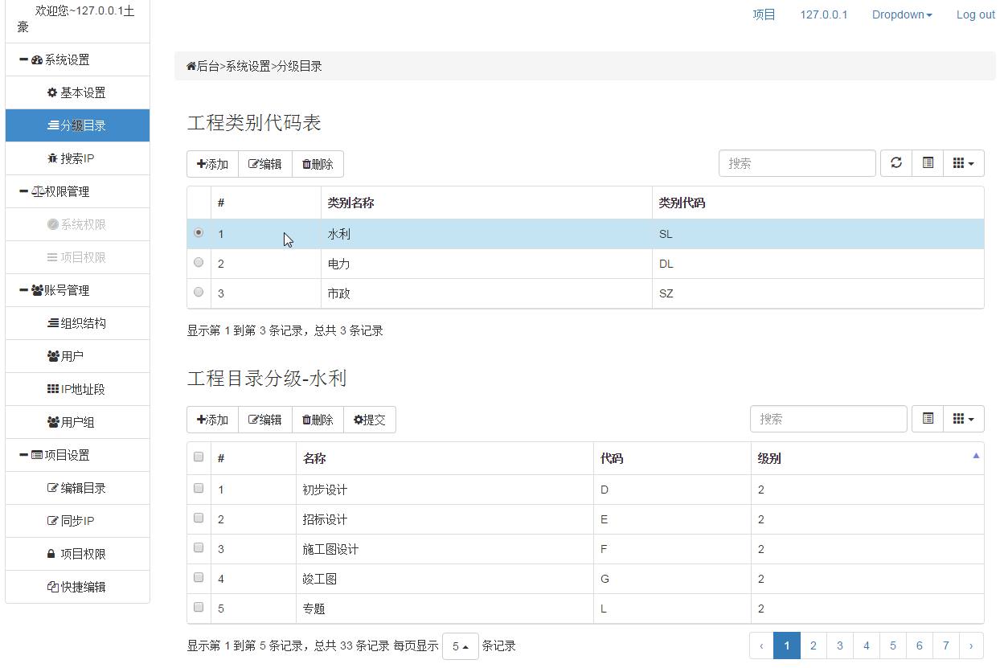 欢迎您~127.0.0.1土
豪
系统设置
基本设置
分级目录
搜索IP
权限管理
系统权限
项目权限
账号管理
组织结构
用户
IP地址段
用户组
项目设置
编辑目录
同步IP
项目权限
快捷编辑
项目 127.0.0.1 Dropdown Log out
后台>系统设置>分级目录
工程类别代码表
添加 编辑 删除 搜索
# 类别名称 类别代码
1 水利 SL
2 电力 DL
3 市政 SZ
显示第 1 到第 3 条记录，总共 3 条记录
工程目录分级-水利
添加 编辑 删除 提交 搜索
# 名称 代码 级别
1 初步设计 D 2
2 招标设计 E 2
3 施工图设计 F 2
4 竣工图 G 2
5 专题 L 2
显示第 1 到第 5 条记录，总共 33 条记录 每页显示 5 条记录 ‹ 1 2 3 4 5 6 7 ›